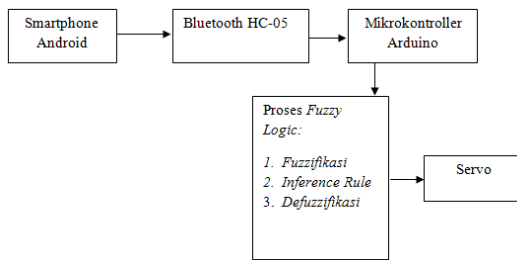 Smartphone
Android
Bluetooth HC-05
Mikrokontroller
Arduino
Proses Fuzzy
Logic:
1. Fuzzifikasi
2. Inference Rule
3. Defuzzifikasi
Servo